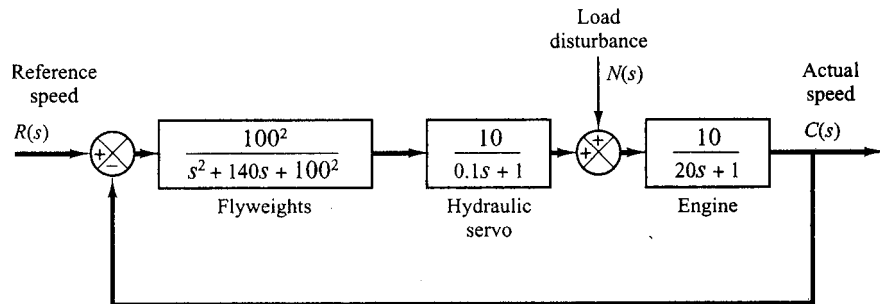 Load
disturbance
N(s)
Reference
speed
R(s)
Actual
speed
C(s)
+
−
100²
s² + 140s + 100²
Flyweights
10
0.1s + 1
Hydraulic
servo
+
+
10
20s + 1
Engine